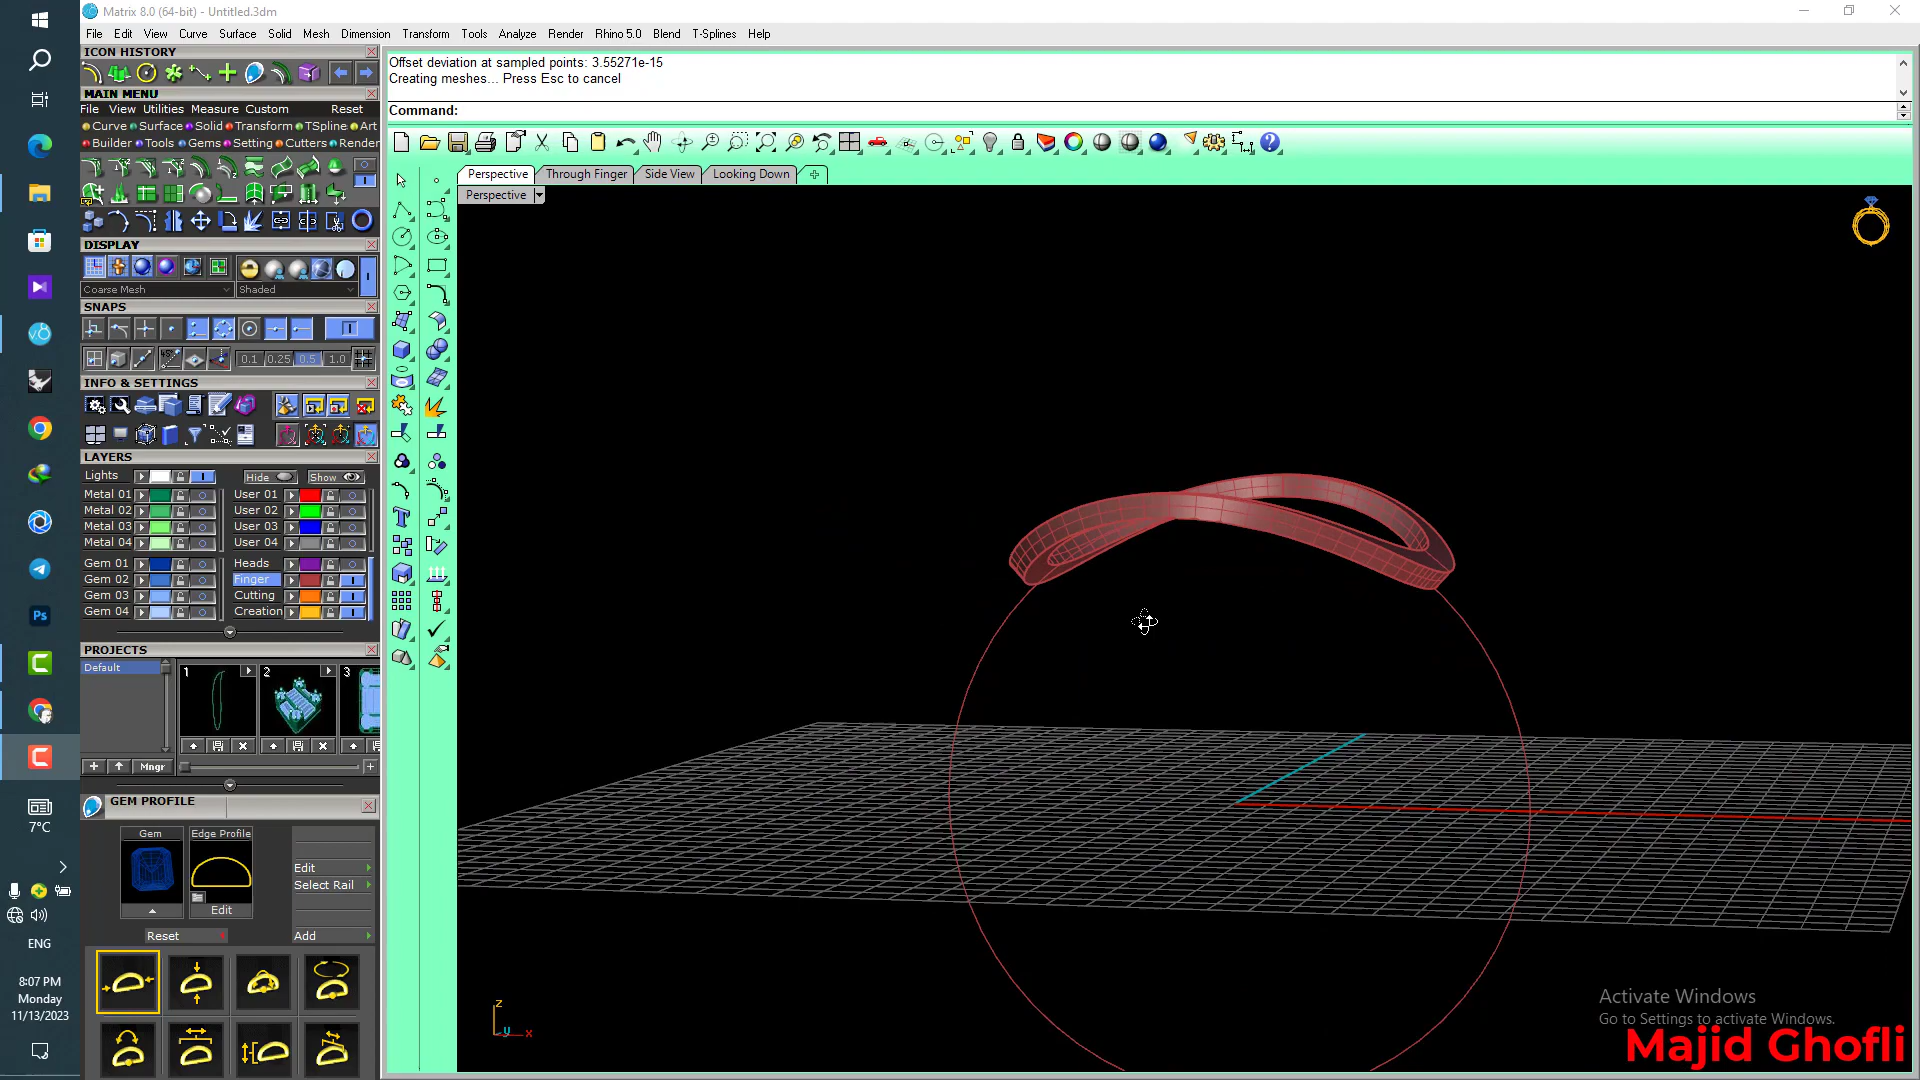 Matrix 8.0 (64-bit) - Untitled.3dm
File Edit View Curve Surface Solid Mesh Dimension Transform Tools Analyze Render Rhino 5.0 Blend T-Splines Help
ICON HISTORY
MAIN MENU
File View Utilities Measure Custom Reset
Curve Surface Solid Transform TSpline Art
Builder Tools Gems Setting Cutters Render
DISPLAY
Coarse Mesh Shaded
SNAPS
0.1 0.25 0.5 1.0
INFO & SETTINGS
LAYERS
Lights Hide Show
Metal 01 User 01
Metal 02 User 02
Metal 03 User 03
Metal 04 User 04
Gem 01 Heads
Gem 02 Finger
Gem 03 Cutting
Gem 04 Creation
PROJECTS
Default 1 2 3
Mngr
GEM PROFILE
Gem Edge Profile
Edit
Select Rail
Edit
Reset Add
Offset deviation at sampled points: 3.55271e-15
Creating meshes... Press Esc to cancel
Command:
Perspective Through Finger Side View Looking Down
Perspective
z
y x
Ps
7°C
ENG
8:07 PM
Monday
11/13/2023
Activate Windows
Go to Settings to activate Windows.
Majid Ghofli